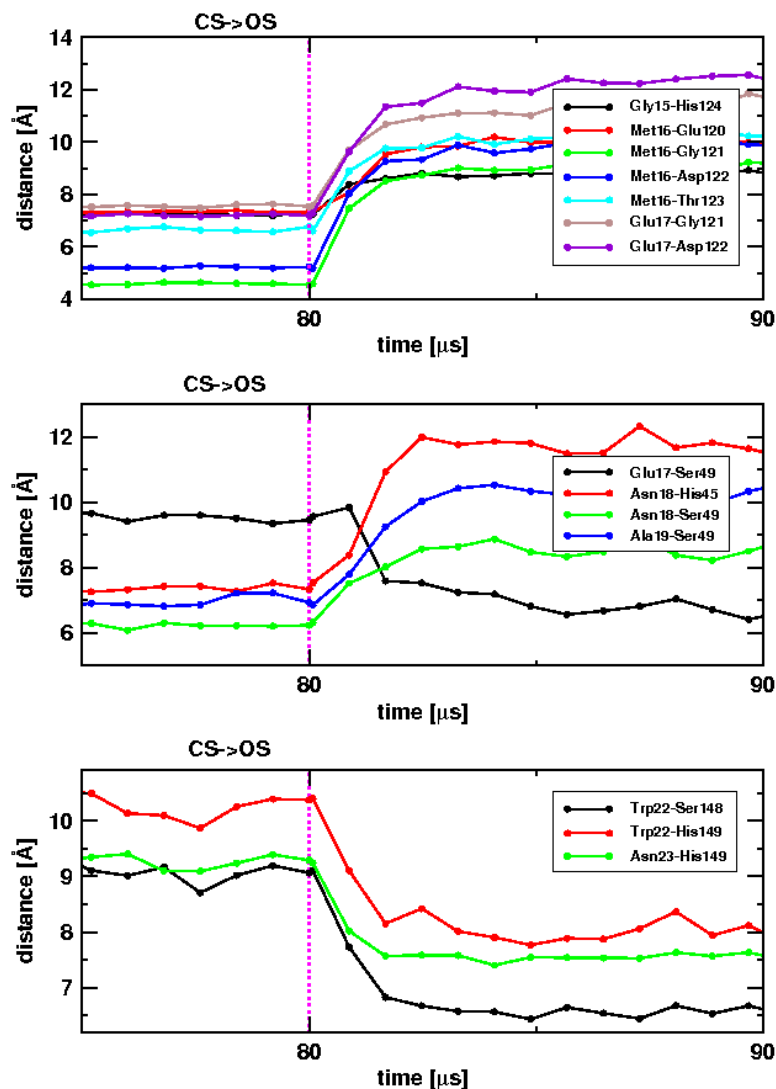 CS->OS
14
12
10
8
6
4
distance [Å]
Gly15-His124
Met16-Glu120
Met16-Gly121
Met16-Asp122
Met16-Thr123
Glu17-Gly121
Glu17-Asp122
80
90
time [µs]
CS->OS
12
10
8
6
distance [Å]
Glu17-Ser49
Asn18-His45
Asn18-Ser49
Ala19-Ser49
80
90
time [µs]
CS->OS
10
9
8
7
distance [Å]
Trp22-Ser148
Trp22-His149
Asn23-His149
80
90
time [µs]